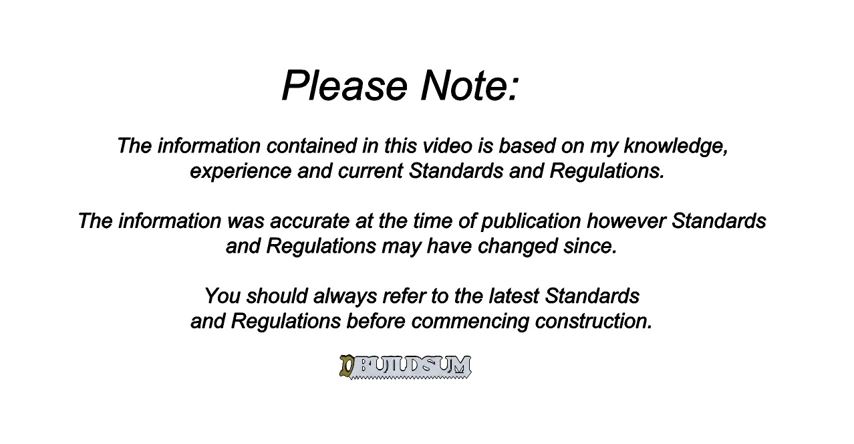 Please Note:
The information contained in this video is based on my knowledge,
experience and current Standards and Regulations.
The information was accurate at the time of publication however Standards
and Regulations may have changed since.
You should always refer to the latest Standards
and Regulations before commencing construction.
BUILDSUM